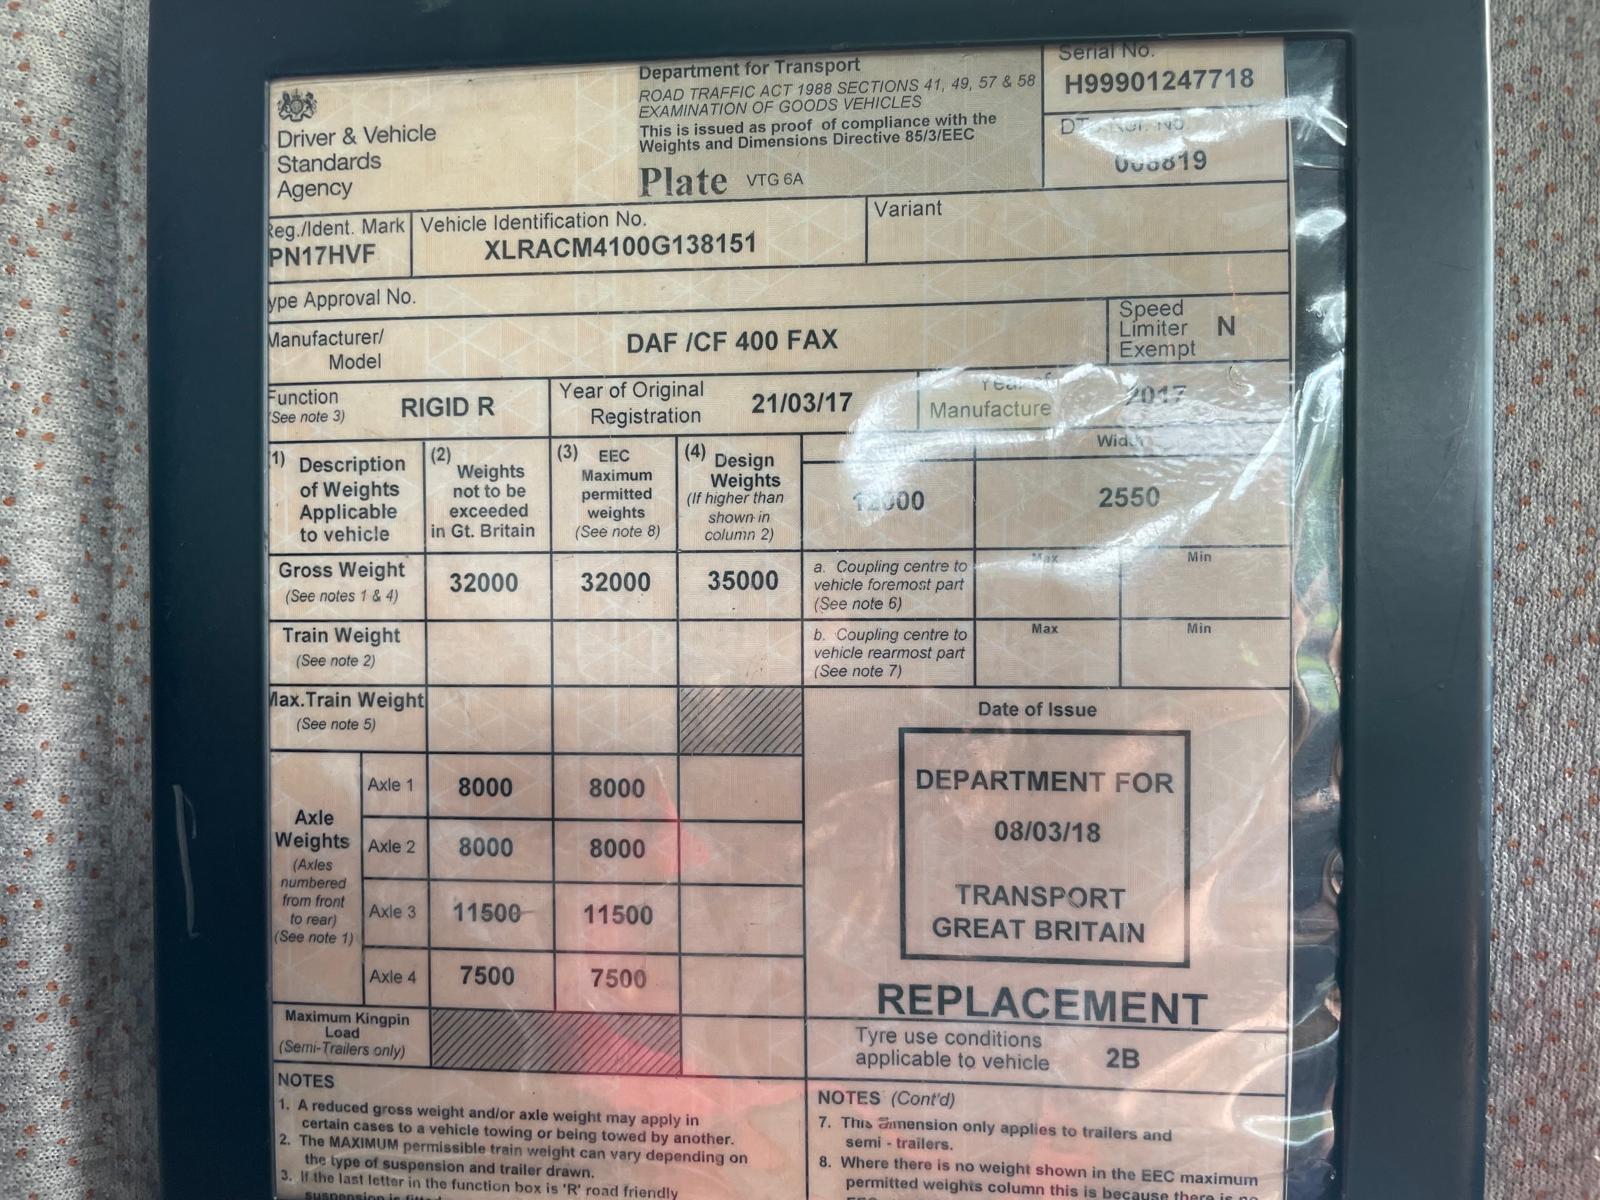 Driver & Vehicle
Standards
Agency
Department for Transport
ROAD TRAFFIC ACT 1988 SECTIONS 41, 49, 57 & 58
EXAMINATION OF GOODS VEHICLES
This is issued as proof of compliance with the
Weights and Dimensions Directive 85/3/EEC
Plate VTG 6A
Serial No.
H99901247718
Reg./Ident. Mark
PN17HVF
Vehicle Identification No.
XLRACM4100G138151
Variant
ype Approval No.
Manufacturer/
Model
DAF /CF 400 FAX
Speed
Limiter
Exempt
N
Function
(See note 3)
RIGID R
Year of Original
Registration
21/03/17
Year of
Manufacture
2017
(1) Description
of Weights
Applicable
to vehicle
(2) Weights
not to be
exceeded
in Gt. Britain
(3) EEC
Maximum
permitted
weights
(See note 8)
(4) Design
Weights
(If higher than
shown in
column 2)
Width
12000
2550
Gross Weight
(See notes 1 & 4)
32000
32000
35000
a. Coupling centre to
vehicle foremost part
(See note 6)
Max
Min
Train Weight
(See note 2)
b. Coupling centre to
vehicle rearmost part
(See note 7)
Max
Min
Max.Train Weight
(See note 5)
Axle
Weights
(Axles
numbered
from front
to rear)
(See note 1)
Axle 1 8000 8000
Axle 2 8000 8000
Axle 3 11500 11500
Axle 4 7500 7500
Maximum Kingpin
Load
(Semi-Trailers only)
Date of Issue
DEPARTMENT FOR
08/03/18
TRANSPORT
GREAT BRITAIN
REPLACEMENT
Tyre use conditions
applicable to vehicle
2B
NOTES
1. A reduced gross weight and/or axle weight may apply in
certain cases to a vehicle towing or being towed by another.
2. The MAXIMUM permissible train weight can vary depending on
the type of suspension and trailer drawn.
3. If the last letter in the function box is 'R' road friendly
suspension is fitted
NOTES (Cont'd)
7. This dimension only applies to trailers and
semi - trailers.
8. Where there is no weight shown in the EEC maximum
permitted weights column this is because there is no